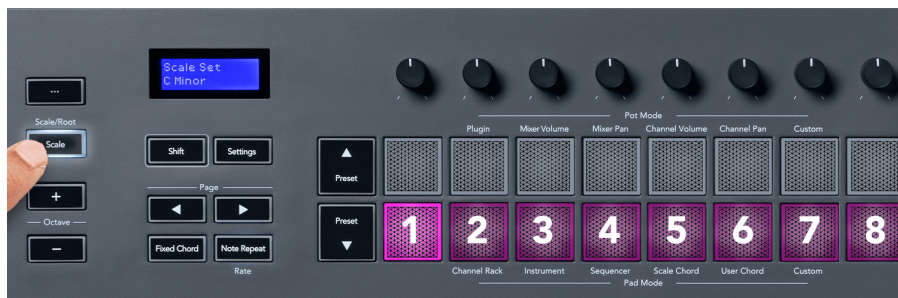 Scale Set
C Minor
...
Scale/Root
Scale
+
Octave
–
Shift
Settings
Page
Fixed Chord
Note Repeat
Rate
Preset
Preset
Pot Mode
Plugin
Mixer Volume
Mixer Pan
Channel Volume
Channel Pan
Custom
1
2
3
4
5
6
7
8
Channel Rack
Instrument
Sequencer
Scale Chord
User Chord
Custom
Pad Mode